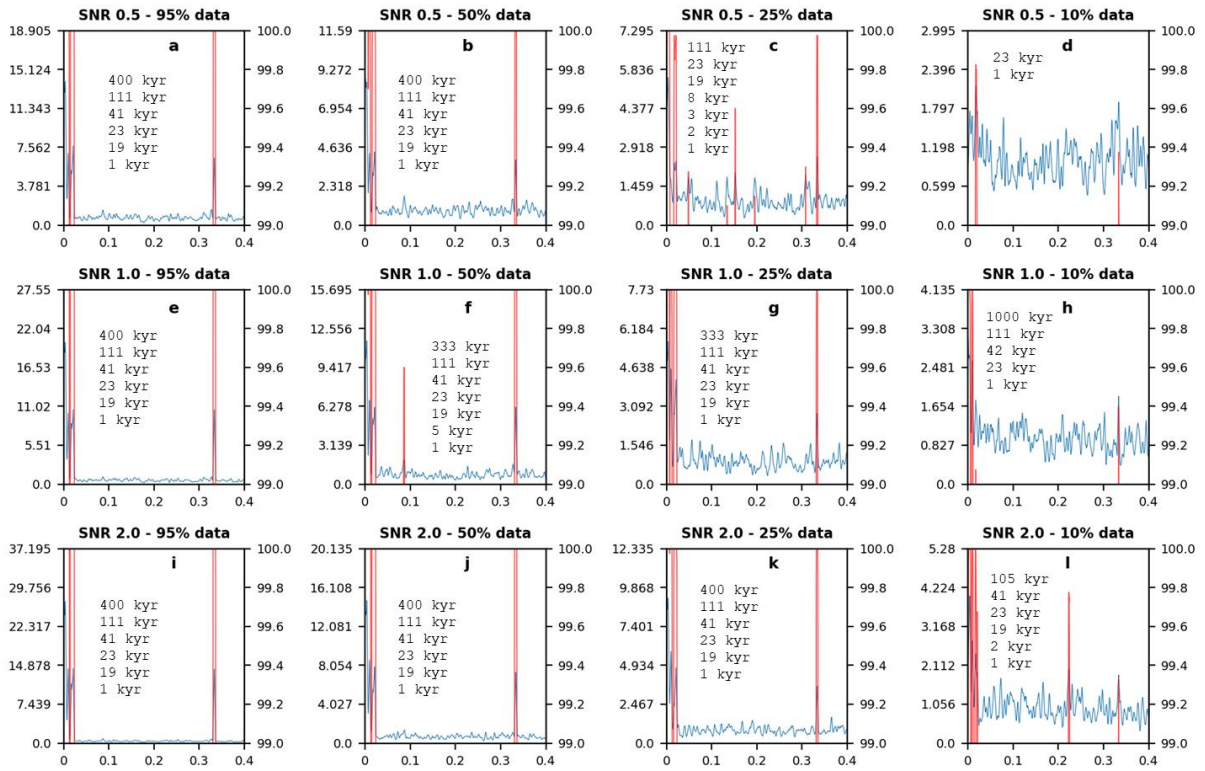 SNR 0.5 - 95% data
18.905
15.124
11.343
7.562
3.781
0.0
a
400 kyr
111 kyr
41 kyr
23 kyr
19 kyr
1 kyr
100.0
99.8
99.6
99.4
99.2
99.0
0 0.1 0.2 0.3 0.4
SNR 0.5 - 50% data
11.59
9.272
6.954
4.636
2.318
0.0
b
400 kyr
111 kyr
41 kyr
23 kyr
19 kyr
1 kyr
100.0
99.8
99.6
99.4
99.2
99.0
0 0.1 0.2 0.3 0.4
SNR 0.5 - 25% data
7.295
5.836
4.377
2.918
1.459
0.0
c
111 kyr
23 kyr
19 kyr
8 kyr
3 kyr
2 kyr
1 kyr
100.0
99.8
99.6
99.4
99.2
99.0
0 0.1 0.2 0.3 0.4
SNR 0.5 - 10% data
2.995
2.396
1.797
1.198
0.599
0.0
d
23 kyr
1 kyr
100.0
99.8
99.6
99.4
99.2
99.0
0 0.1 0.2 0.3 0.4
SNR 1.0 - 95% data
27.55
22.04
16.53
11.02
5.51
0.0
e
400 kyr
111 kyr
41 kyr
23 kyr
19 kyr
1 kyr
100.0
99.8
99.6
99.4
99.2
99.0
0 0.1 0.2 0.3 0.4
SNR 1.0 - 50% data
15.695
12.556
9.417
6.278
3.139
0.0
f
333 kyr
111 kyr
41 kyr
23 kyr
19 kyr
5 kyr
1 kyr
100.0
99.8
99.6
99.4
99.2
99.0
0 0.1 0.2 0.3 0.4
SNR 1.0 - 25% data
7.73
6.184
4.638
3.092
1.546
0.0
g
333 kyr
111 kyr
41 kyr
23 kyr
19 kyr
1 kyr
100.0
99.8
99.6
99.4
99.2
99.0
0 0.1 0.2 0.3 0.4
SNR 1.0 - 10% data
4.135
3.308
2.481
1.654
0.827
0.0
h
1000 kyr
111 kyr
42 kyr
23 kyr
1 kyr
100.0
99.8
99.6
99.4
99.2
99.0
0 0.1 0.2 0.3 0.4
SNR 2.0 - 95% data
37.195
29.756
22.317
14.878
7.439
0.0
i
400 kyr
111 kyr
41 kyr
23 kyr
19 kyr
1 kyr
100.0
99.8
99.6
99.4
99.2
99.0
0 0.1 0.2 0.3 0.4
SNR 2.0 - 50% data
20.135
16.108
12.081
8.054
4.027
0.0
j
400 kyr
111 kyr
41 kyr
23 kyr
19 kyr
1 kyr
100.0
99.8
99.6
99.4
99.2
99.0
0 0.1 0.2 0.3 0.4
SNR 2.0 - 25% data
12.335
9.868
7.401
4.934
2.467
0.0
k
400 kyr
111 kyr
41 kyr
23 kyr
19 kyr
1 kyr
100.0
99.8
99.6
99.4
99.2
99.0
0 0.1 0.2 0.3 0.4
SNR 2.0 - 10% data
5.28
4.224
3.168
2.112
1.056
0.0
l
105 kyr
41 kyr
23 kyr
19 kyr
2 kyr
1 kyr
100.0
99.8
99.6
99.4
99.2
99.0
0 0.1 0.2 0.3 0.4